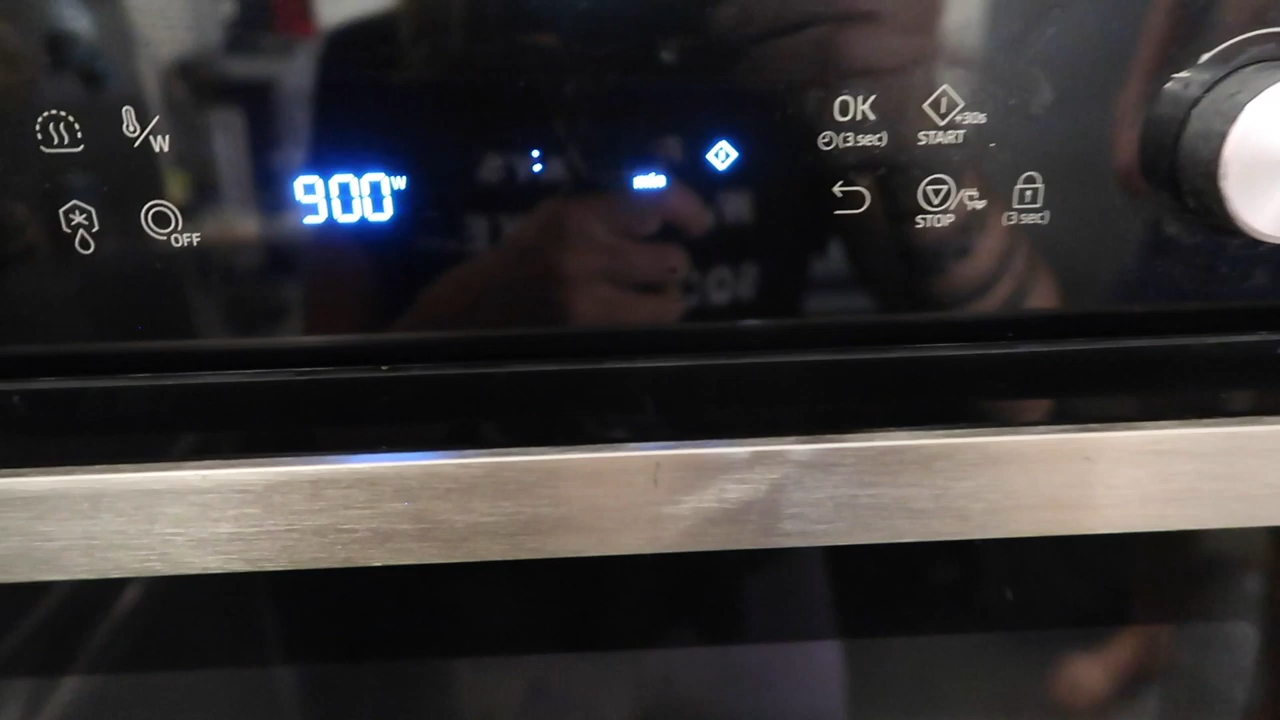 OK
(3 sec)
+30s
START
/W
900W
:
min
OFF
STOP
(3 sec)